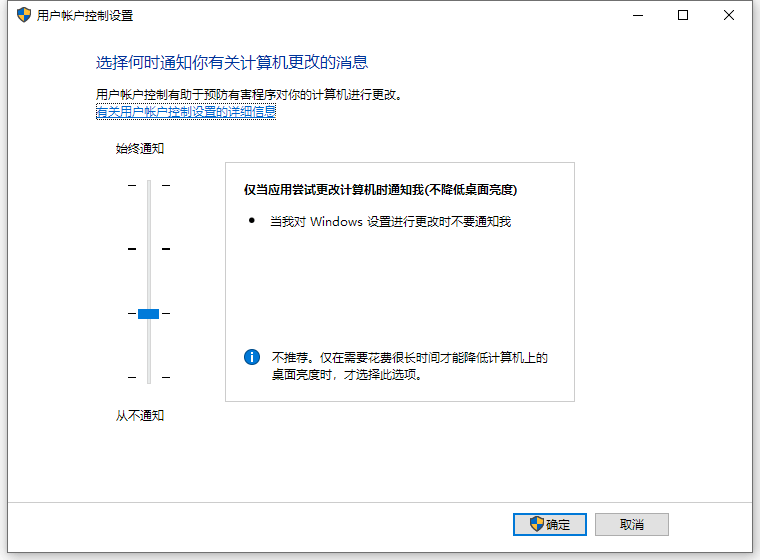 用户帐户控制设置
选择何时通知你有关计算机更改的消息
用户帐户控制有助于预防有害程序对你的计算机进行更改。
有关用户帐户控制设置的详细信息
始终通知
仅当应用尝试更改计算机时通知我(不降低桌面亮度)
当我对 Windows 设置进行更改时不要通知我
不推荐。仅在需要花费很长时间才能降低计算机上的
桌面亮度时，才选择此选项。
从不通知
确定
取消